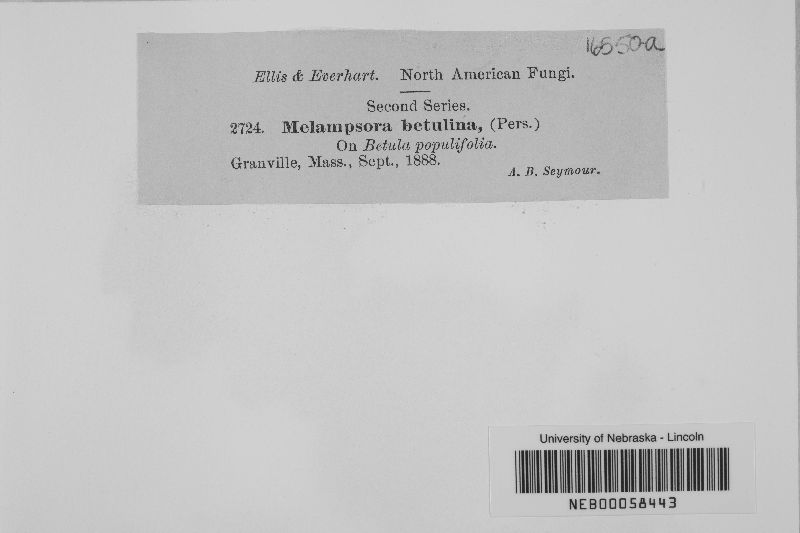 16550a
Ellis & Everhart. North American Fungi.
Second Series.
2724. Melampsora betulina, (Pers.)
On Betula populifolia.
Granville, Mass., Sept., 1888.
A. B. Seymour.
University of Nebraska - Lincoln
NEB00058443